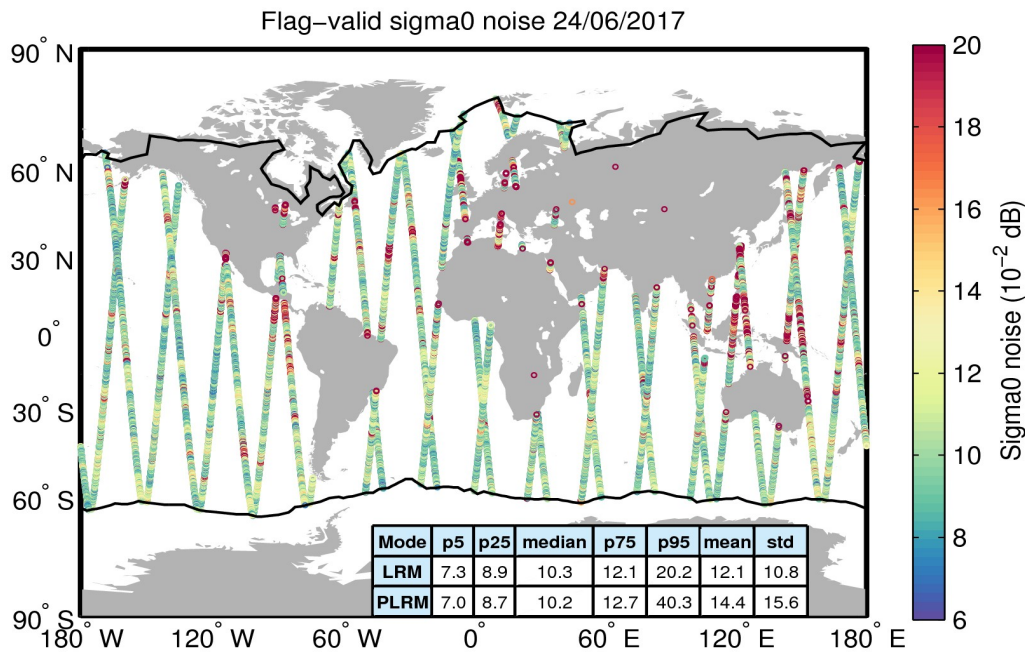 Flag−valid sigma0 noise 24/06/2017
90° N
60° N
30° N
0°
30° S
60° S
90° S
180° W
120° W
60° W
0°
60° E
120° E
180° E
20
18
16
14
12
10
8
6
Sigma0 noise (10⁻² dB)
Mode p5 p25 median p75 p95 mean std
LRM 7.3 8.9 10.3 12.1 20.2 12.1 10.8
PLRM 7.0 8.7 10.2 12.7 40.3 14.4 15.6